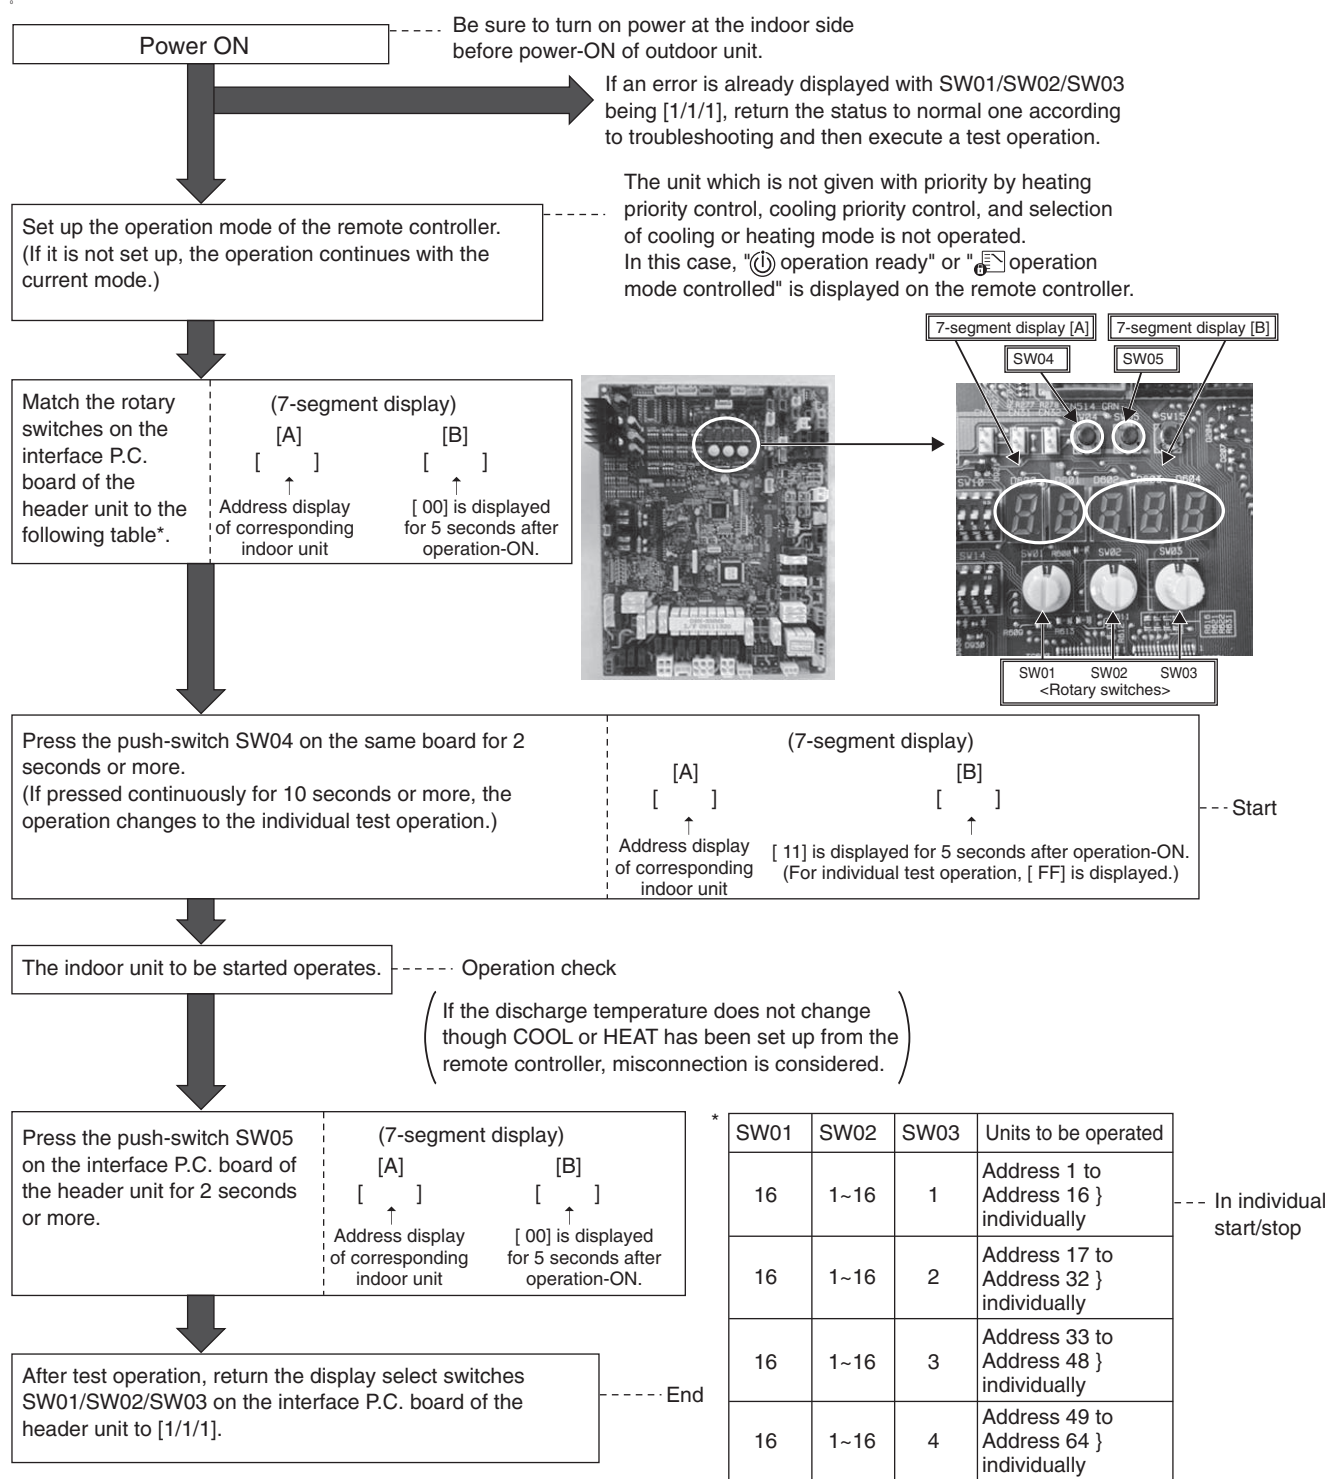 Power ON
Be sure to turn on power at the indoor side
before power-ON of outdoor unit.
If an error is already displayed with SW01/SW02/SW03
being [1/1/1], return the status to normal one according
to troubleshooting and then execute a test operation.
Set up the operation mode of the remote controller.
(If it is not set up, the operation continues with the
current mode.)
The unit which is not given with priority by heating
priority control, cooling priority control, and selection
of cooling or heating mode is not operated.
In this case, " operation ready" or " operation
mode controlled" is displayed on the remote controller.
Match the rotary
switches on the
interface P.C.
board of the
header unit to the
following table*.
(7-segment display)
[A] [B]
[ ] [ ]
Address display
of corresponding
indoor unit
[ 00] is displayed
for 5 seconds after
operation-ON.
7-segment display [A]
7-segment display [B]
SW04
SW05
SW10
SW14
SW01 SW02 SW03
SW01 SW02 SW03
<Rotary switches>
Press the push-switch SW04 on the same board for 2
seconds or more.
(If pressed continuously for 10 seconds or more, the
operation changes to the individual test operation.)
(7-segment display)
[A] [B]
[ ] [ ]
Address display
of corresponding
indoor unit
[ 11] is displayed for 5 seconds after operation-ON.
(For individual test operation, [ FF] is displayed.)
Start
The indoor unit to be started operates.
Operation check
If the discharge temperature does not change
though COOL or HEAT has been set up from the
remote controller, misconnection is considered.
Press the push-switch SW05
on the interface P.C. board of
the header unit for 2 seconds
or more.
(7-segment display)
[A] [B]
[ ] [ ]
Address display
of corresponding
indoor unit
[ 00] is displayed
for 5 seconds after
operation-ON.
After test operation, return the display select switches
SW01/SW02/SW03 on the interface P.C. board of the
header unit to [1/1/1].
End
*
SW01 SW02 SW03 Units to be operated
16 1~16 1 Address 1 to
Address 16 }
individually
16 1~16 2 Address 17 to
Address 32 }
individually
16 1~16 3 Address 33 to
Address 48 }
individually
16 1~16 4 Address 49 to
Address 64 }
individually
In individual
start/stop